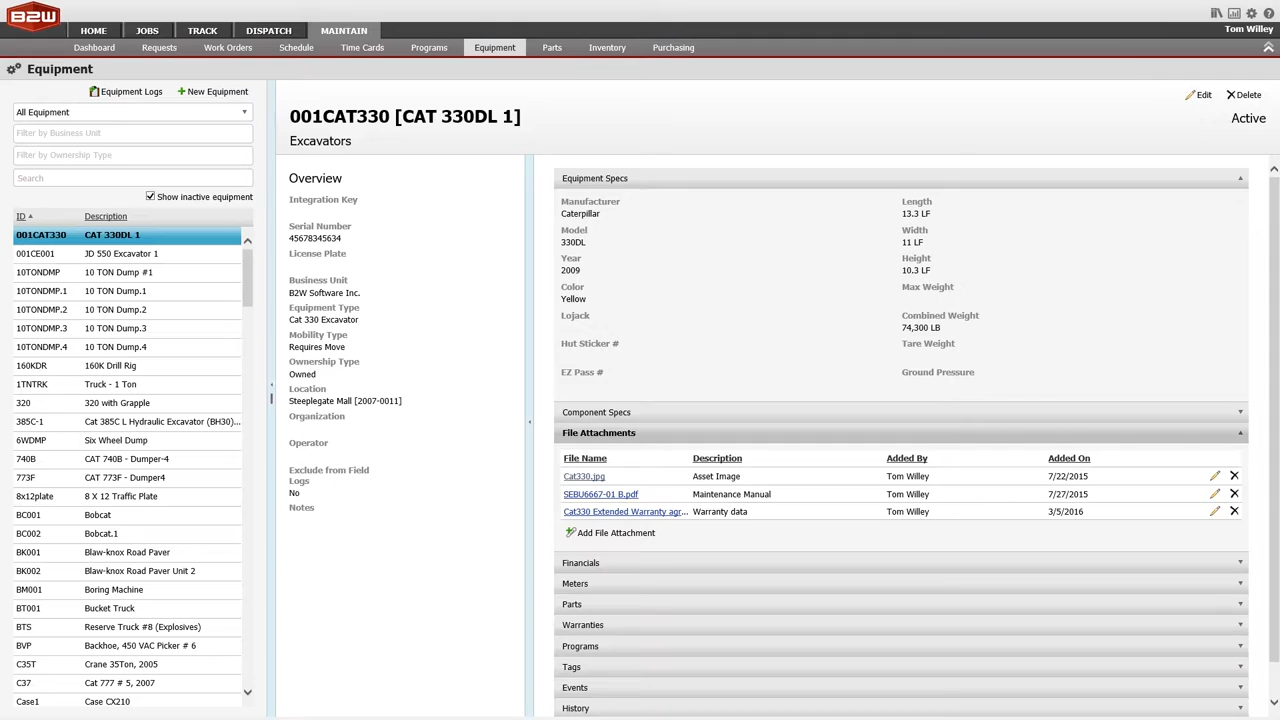 B2W
HOME JOBS TRACK DISPATCH MAINTAIN
Tom Willey
Dashboard Requests Work Orders Schedule Time Cards Programs Equipment Parts Inventory Purchasing
Equipment
Equipment Logs New Equipment
All Equipment
Filter by Business Unit
Filter by Ownership Type
Search
Show inactive equipment
ID Description
001CAT330 CAT 330DL 1
001CE001 JD 550 Excavator 1
10TONDMP 10 TON Dump #1
10TONDMP.1 10 TON Dump.1
10TONDMP.2 10 TON Dump.2
10TONDMP.3 10 TON Dump.3
10TONDMP.4 10 TON Dump.4
160KDR 160K Drill Rig
1TNTRK Truck - 1 Ton
320 320 with Grapple
385C-1 Cat 385C L Hydraulic Excavator (BH30)...
6WDMP Six Wheel Dump
740B CAT 740B - Dumper-4
773F CAT 773F - Dumper4
8x12plate 8 X 12 Traffic Plate
BC001 Bobcat
BC002 Bobcat.1
BK001 Blaw-knox Road Paver
BK002 Blaw-knox Road Paver Unit 2
BM001 Boring Machine
BT001 Bucket Truck
BTS Reserve Truck #8 (Explosives)
BVP Backhoe, 450 VAC Picker # 6
C35T Crane 35Ton, 2005
C37 Cat 777 # 5, 2007
Case1 Case CX210
001CAT330 [CAT 330DL 1]
Excavators
Edit Delete
Active
Overview
Integration Key
Serial Number
45678345634
License Plate
Business Unit
B2W Software Inc.
Equipment Type
Cat 330 Excavator
Mobility Type
Requires Move
Ownership Type
Owned
Location
Steeplegate Mall [2007-0011]
Organization
Operator
Exclude from Field
Logs
No
Notes
Equipment Specs
Manufacturer
Caterpillar
Model
330DL
Year
2009
Color
Yellow
Lojack
Hut Sticker #
EZ Pass #
Length
13.3 LF
Width
11 LF
Height
10.3 LF
Max Weight
Combined Weight
74,300 LB
Tare Weight
Ground Pressure
Component Specs
File Attachments
File Name Description Added By Added On
Cat330.jpg Asset Image Tom Willey 7/22/2015
SEBU6667-01 B.pdf Maintenance Manual Tom Willey 7/27/2015
Cat330 Extended Warranty agr... Warranty data Tom Willey 3/5/2016
Add File Attachment
Financials
Meters
Parts
Warranties
Programs
Tags
Events
History